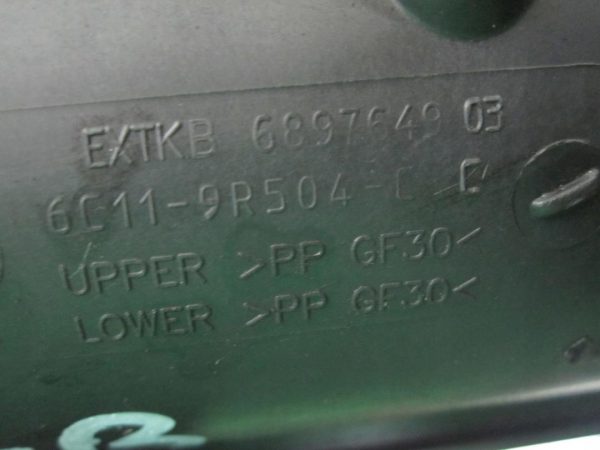 EXTKB 6897649 03
6C11-9R504-C C
UPPER >PP GF30<
LOWER >PP GF30<